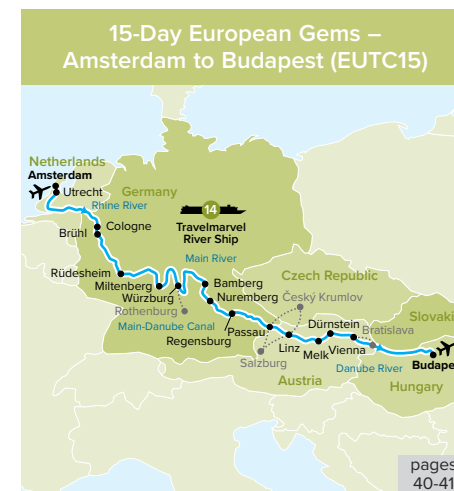 15-Day European Gems –
Amsterdam to Budapest (EUTC15)
Netherlands
Amsterdam
Utrecht
Germany
Rhine River
14
Travelmarvel
River Ship
Cologne
Brühl
Main River
Rüdesheim
Miltenberg
Würzburg
Rothenburg
Bamberg
Nuremberg
Main-Danube Canal
Regensburg
Czech Republic
Český Krumlov
Passau
Salzburg
Linz
Melk
Dürnstein
Vienna
Bratislava
Slovaki
Danube River
Budape
Austria
Hungary
pages
40-41